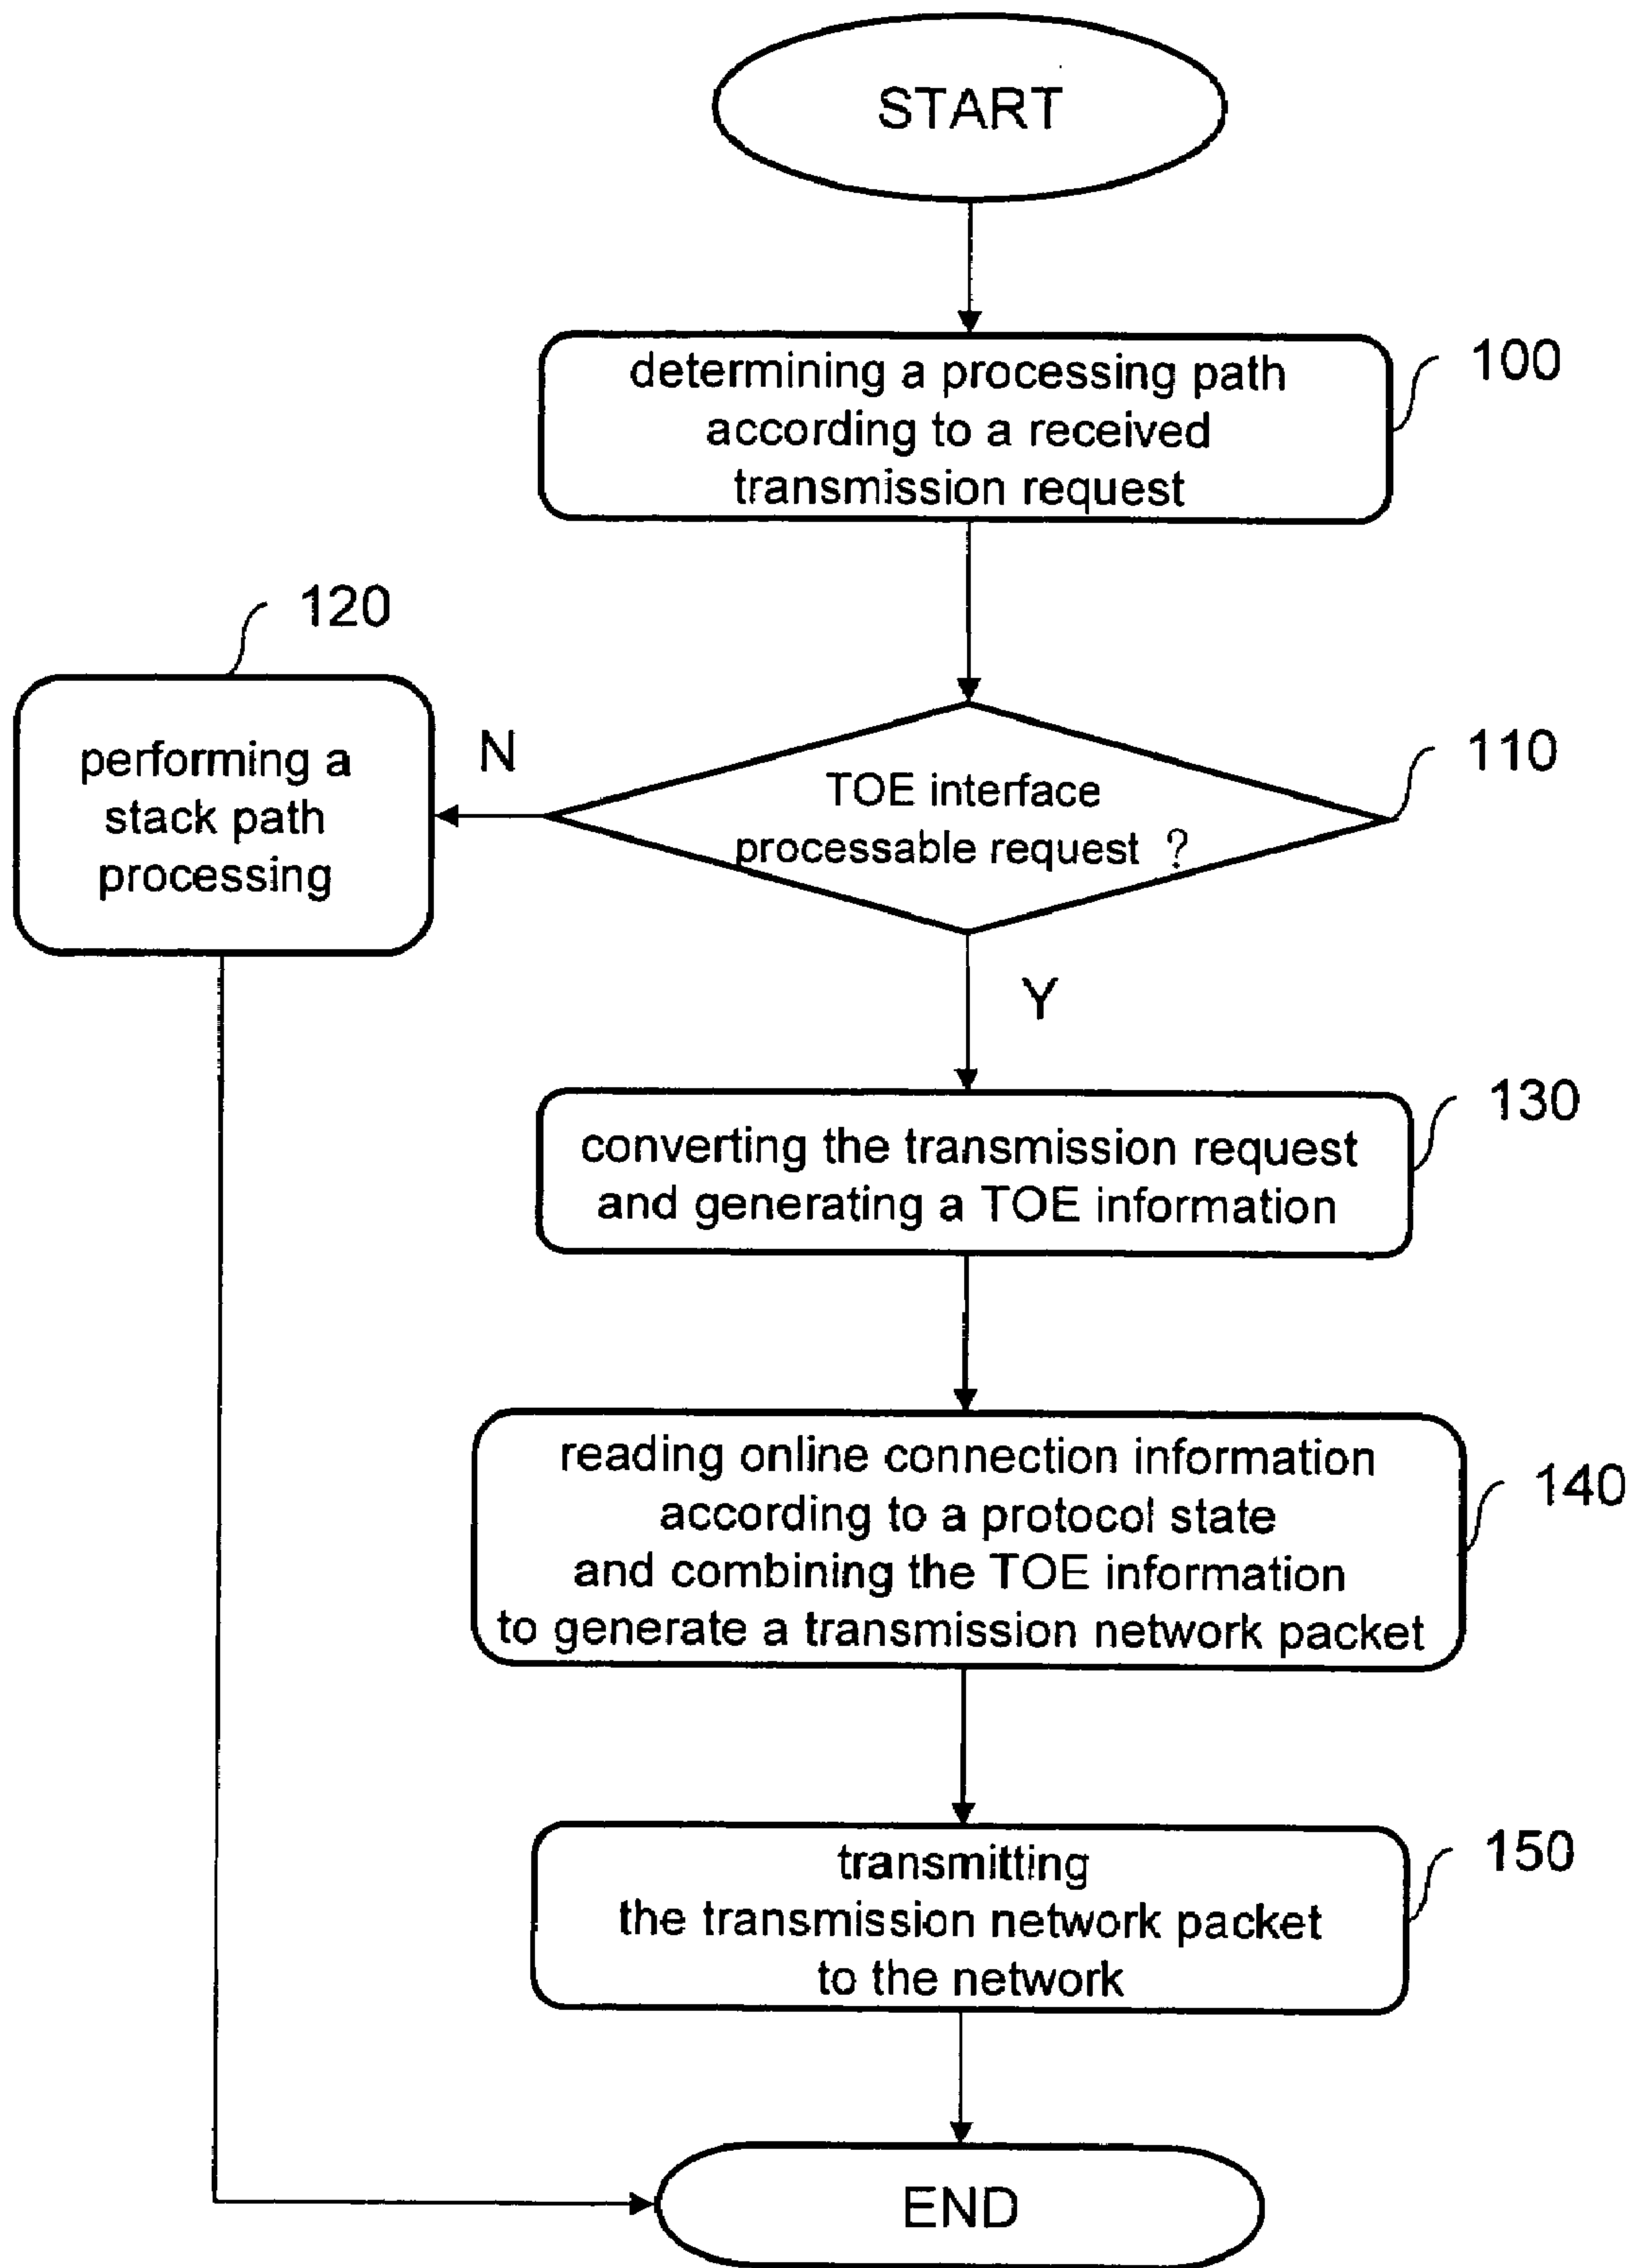 START
determining a processing path
according to a received
transmission request
100
120
performing a
stack path
processing
N
TOE interface
processable request ?
110
Y
converting the transmission request
and generating a TOE information
130
reading online connection information
according to a protocol state
and combining the TOE information
to generate a transmission network packet
140
transmitting
the transmission network packet
to the network
150
END